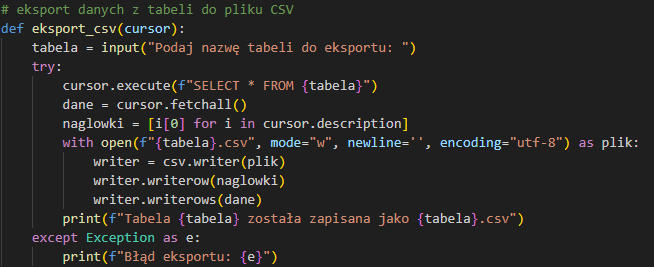 # eksport danych z tabeli do pliku CSV
def eksport_csv(cursor):
    tabela = input("Podaj nazwę tabeli do eksportu: ")
    try:
        cursor.execute(f"SELECT * FROM {tabela}")
        dane = cursor.fetchall()
        naglowki = [i[0] for i in cursor.description]
        with open(f"{tabela}.csv", mode="w", newline='', encoding="utf-8") as plik:
            writer = csv.writer(plik)
            writer.writerow(naglowki)
            writer.writerows(dane)
        print(f"Tabela {tabela} została zapisana jako {tabela}.csv")
    except Exception as e:
        print(f"Błąd eksportu: {e}")